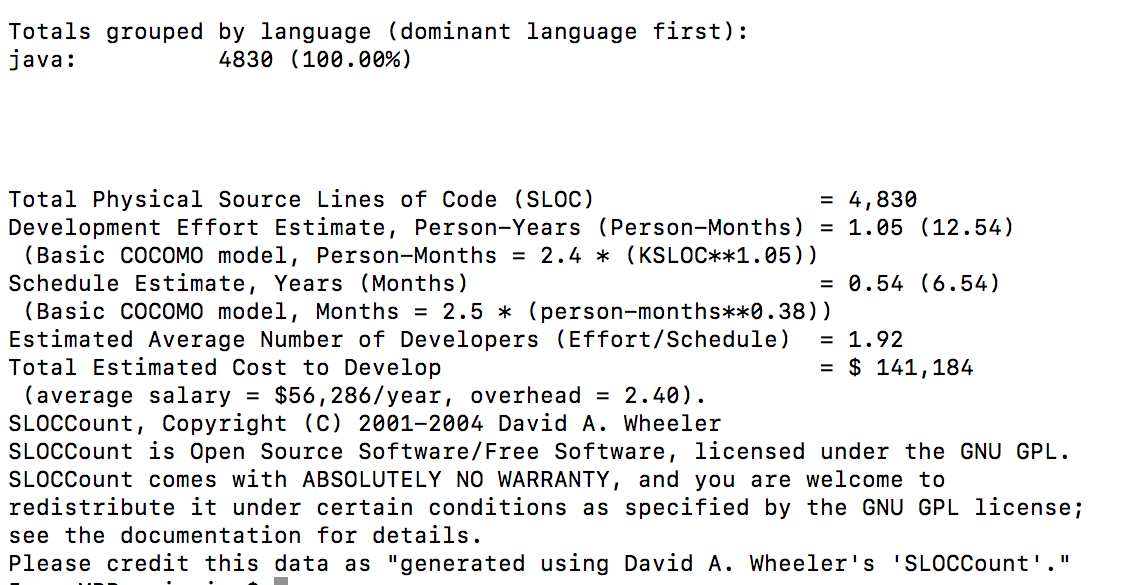 Totals grouped by language (dominant language first):
java:          4830 (100.00%)
Total Physical Source Lines of Code (SLOC)                = 4,830
Development Effort Estimate, Person-Years (Person-Months) = 1.05 (12.54)
 (Basic COCOMO model, Person-Months = 2.4 * (KSLOC**1.05))
Schedule Estimate, Years (Months)                         = 0.54 (6.54)
 (Basic COCOMO model, Months = 2.5 * (person-months**0.38))
Estimated Average Number of Developers (Effort/Schedule)  = 1.92
Total Estimated Cost to Develop                           = $ 141,184
 (average salary = $56,286/year, overhead = 2.40).
SLOCCount, Copyright (C) 2001-2004 David A. Wheeler
SLOCCount is Open Source Software/Free Software, licensed under the GNU GPL.
SLOCCount comes with ABSOLUTELY NO WARRANTY, and you are welcome to
redistribute it under certain conditions as specified by the GNU GPL license;
see the documentation for details.
Please credit this data as "generated using David A. Wheeler's 'SLOCCount'."